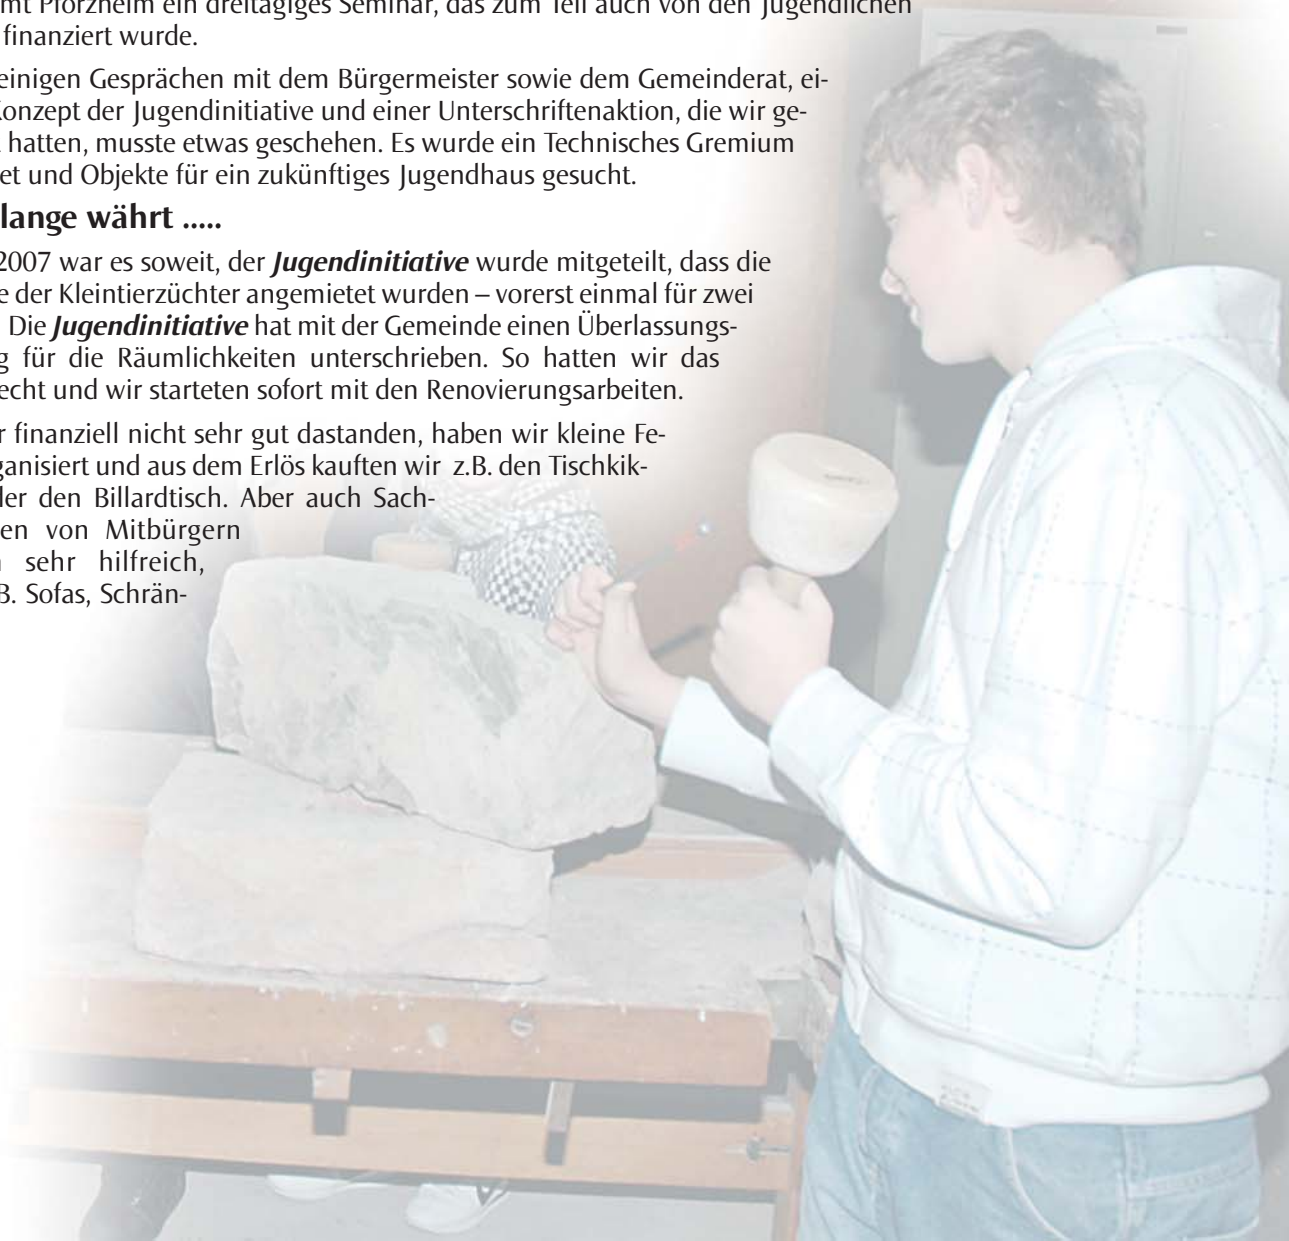 mt Pforzheim ein dreitägiges Seminar, das zum Teil auch von den Jugendlichen
finanziert wurde.
einigen Gesprächen mit dem Bürgermeister sowie dem Gemeinderat, ei-
Konzept der Jugendinitiative und einer Unterschriftenaktion, die wir ge-
hatten, musste etwas geschehen. Es wurde ein Technisches Gremium
et und Objekte für ein zukünftiges Jugendhaus gesucht.
lange währt .....
2007 war es soweit, der Jugendinitiative wurde mitgeteilt, dass die
e der Kleintierzüchter angemietet wurden – vorerst einmal für zwei
Die Jugendinitiative hat mit der Gemeinde einen Überlassungs-
g für die Räumlichkeiten unterschrieben. So hatten wir das
echt und wir starteten sofort mit den Renovierungsarbeiten.
r finanziell nicht sehr gut dastanden, haben wir kleine Fe-
ganisiert und aus dem Erlös kauften wir z.B. den Tischkik-
der den Billardtisch. Aber auch Sach-
en von Mitbürgern
sehr hilfreich,
B. Sofas, Schrän-